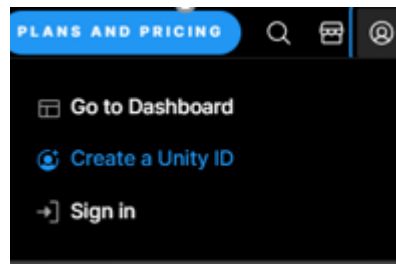 PLANS AND PRICING
Go to Dashboard
Create a Unity ID
Sign in